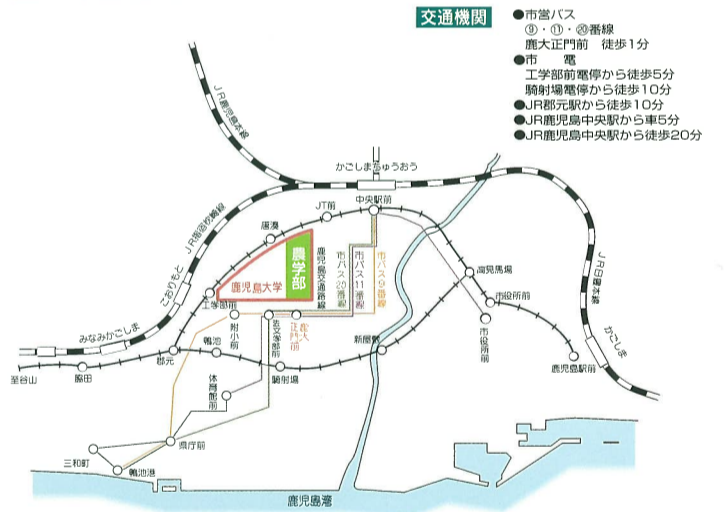 交通機関
●市営バス
⑨・⑪・⑳番線
鹿大正門前 徒歩1分
●市 電
工学部前電停から徒歩5分
騎射場電停から徒歩10分
●JR郡元駅から徒歩10分
●JR鹿児島中央駅から車5分
●JR鹿児島中央駅から徒歩20分
JR鹿児島本線
かごしまちゅうおう
中央駅前
JT前
唐湊
JR指宿枕崎線
こおりもと
農学部
鹿児島大学
鹿児島交通路線
市バス20番線
市バス11番線
市バス9番線
高見馬場
JR日豊本線
市役所前
工学部前
附小前
法文学部前
鹿大正門前
市役所前
かごしま
みなみかごしま
鴨池
新屋敷
鹿児島駅前
郡元
至谷山
脇田
騎射場
体育館前
県庁前
三和町
鴨池港
鹿児島湾